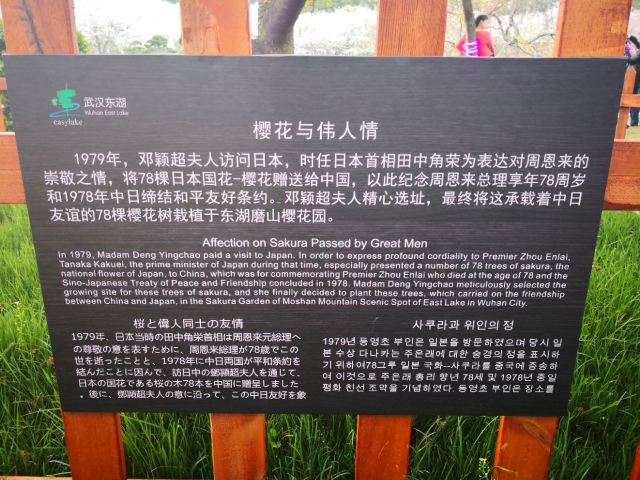 武汉东湖
Wuhan East Lake
easylake
樱花与伟人情
1979年，邓颖超夫人访问日本，时任日本首相田中角荣为表达对周恩来的
崇敬之情，将78棵日本国花-樱花赠送给中国，以此纪念周恩来总理享年78周岁
和1978年中日缔结和平友好条约。邓颖超夫人精心选址，最终将这承载着中日
友谊的78棵樱花树栽植于东湖磨山樱花园。
Affection on Sakura Passed by Great Men
In 1979, Madam Deng Yingchao paid a visit to Japan. In order to express profound cordiality to Premier Zhou Enlai,
Tanaka Kakuei, the prime minister of Japan during that time, especially presented a number of 78 trees of sakura, the
national flower of Japan, to China, which was for commemorating Premier Zhou Enlai who died at the age of 78 and the
Sino-Japanese Treaty of Peace and Friendship concluded in 1978. Madam Deng Yingchao meticulously selected the
growing site for these trees of sakura, and she finally decided to plant these trees, which carried on the friendship
between China and Japan, in the Sakura Garden of Moshan Mountain Scenic Spot of East Lake in Wuhan City.
桜と偉人同士の友情
1979年、日本当時の田中角栄首相は周恩来元総理へ
の尊敬の意を表すために、周恩来総理が78歳でこの
世を逝ったことと、1978年に中日両国が平和条約を
結んだことに因んで、訪日中の鄧穎超夫人を通じて、
日本の国花である桜の木78本を中国に贈呈しました
。後に、鄧穎超夫人の意に沿って、この中日友好を象
사쿠라과 위인의 정
1979년 등영초 부인은 일본을 방문하였으며 당시 일
본 수상 다나카는 주은래에 대한 숭경의 정을 표시하
기 위하여78그루 일본 국화--사쿠라를 중국에 증송하
여 이것으로 주은래 총리 향년 78세 및 1978년 중일
평화 친선 조약을 기념하였다. 등영초 부인은 장소를